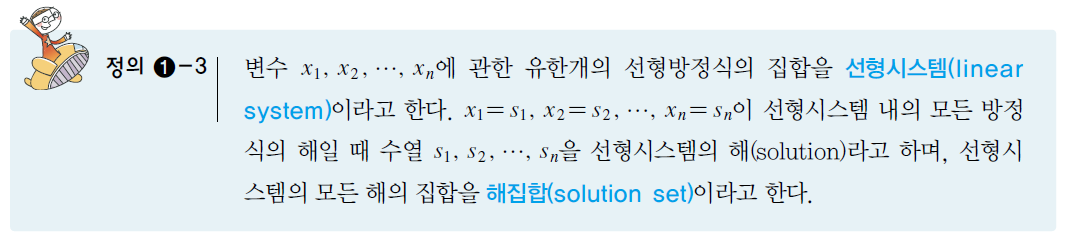 정의 ❶-3 변수 x₁, x₂, ⋯, xₙ에 관한 유한개의 선형방정식의 집합을 선형시스템(linear
system)이라고 한다. x₁=s₁, x₂=s₂, ⋯, xₙ=sₙ이 선형시스템 내의 모든 방정
식의 해일 때 수열 s₁, s₂, ⋯, sₙ을 선형시스템의 해(solution)라고 하며, 선형시
스템의 모든 해의 집합을 해집합(solution set)이라고 한다.